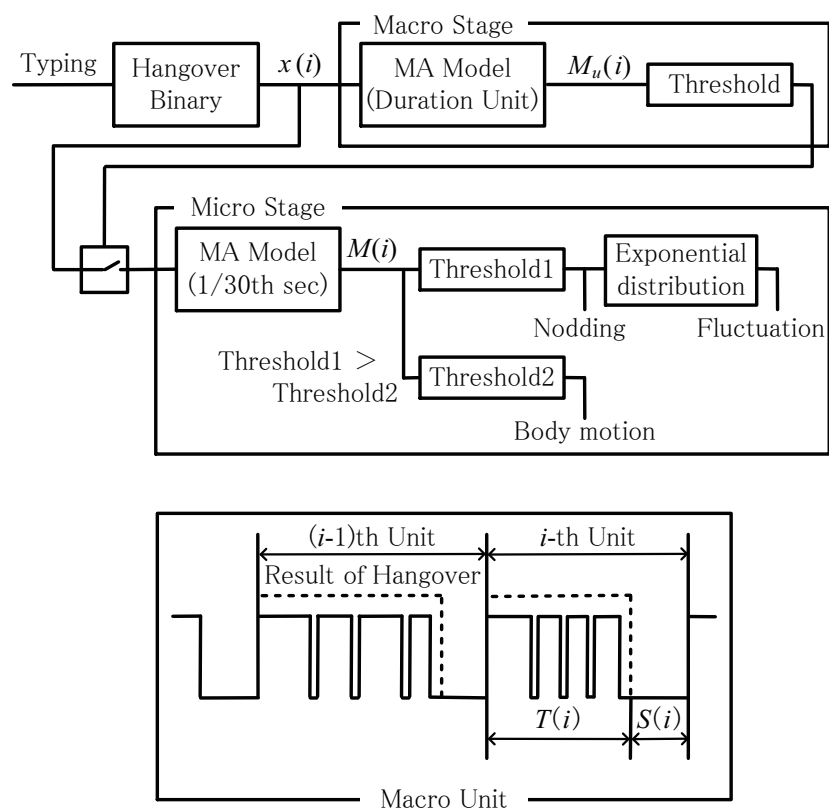 Macro Stage
Typing
Hangover
Binary
x(i)
MA Model
(Duration Unit)
M_u(i)
Threshold
Micro Stage
MA Model
(1/30th sec)
M(i)
Threshold1
Exponential
distribution
Nodding
Fluctuation
Threshold1 >
Threshold2
Threshold2
Body motion
(i-1)th Unit
i-th Unit
Result of Hangover
T(i)
S(i)
Macro Unit